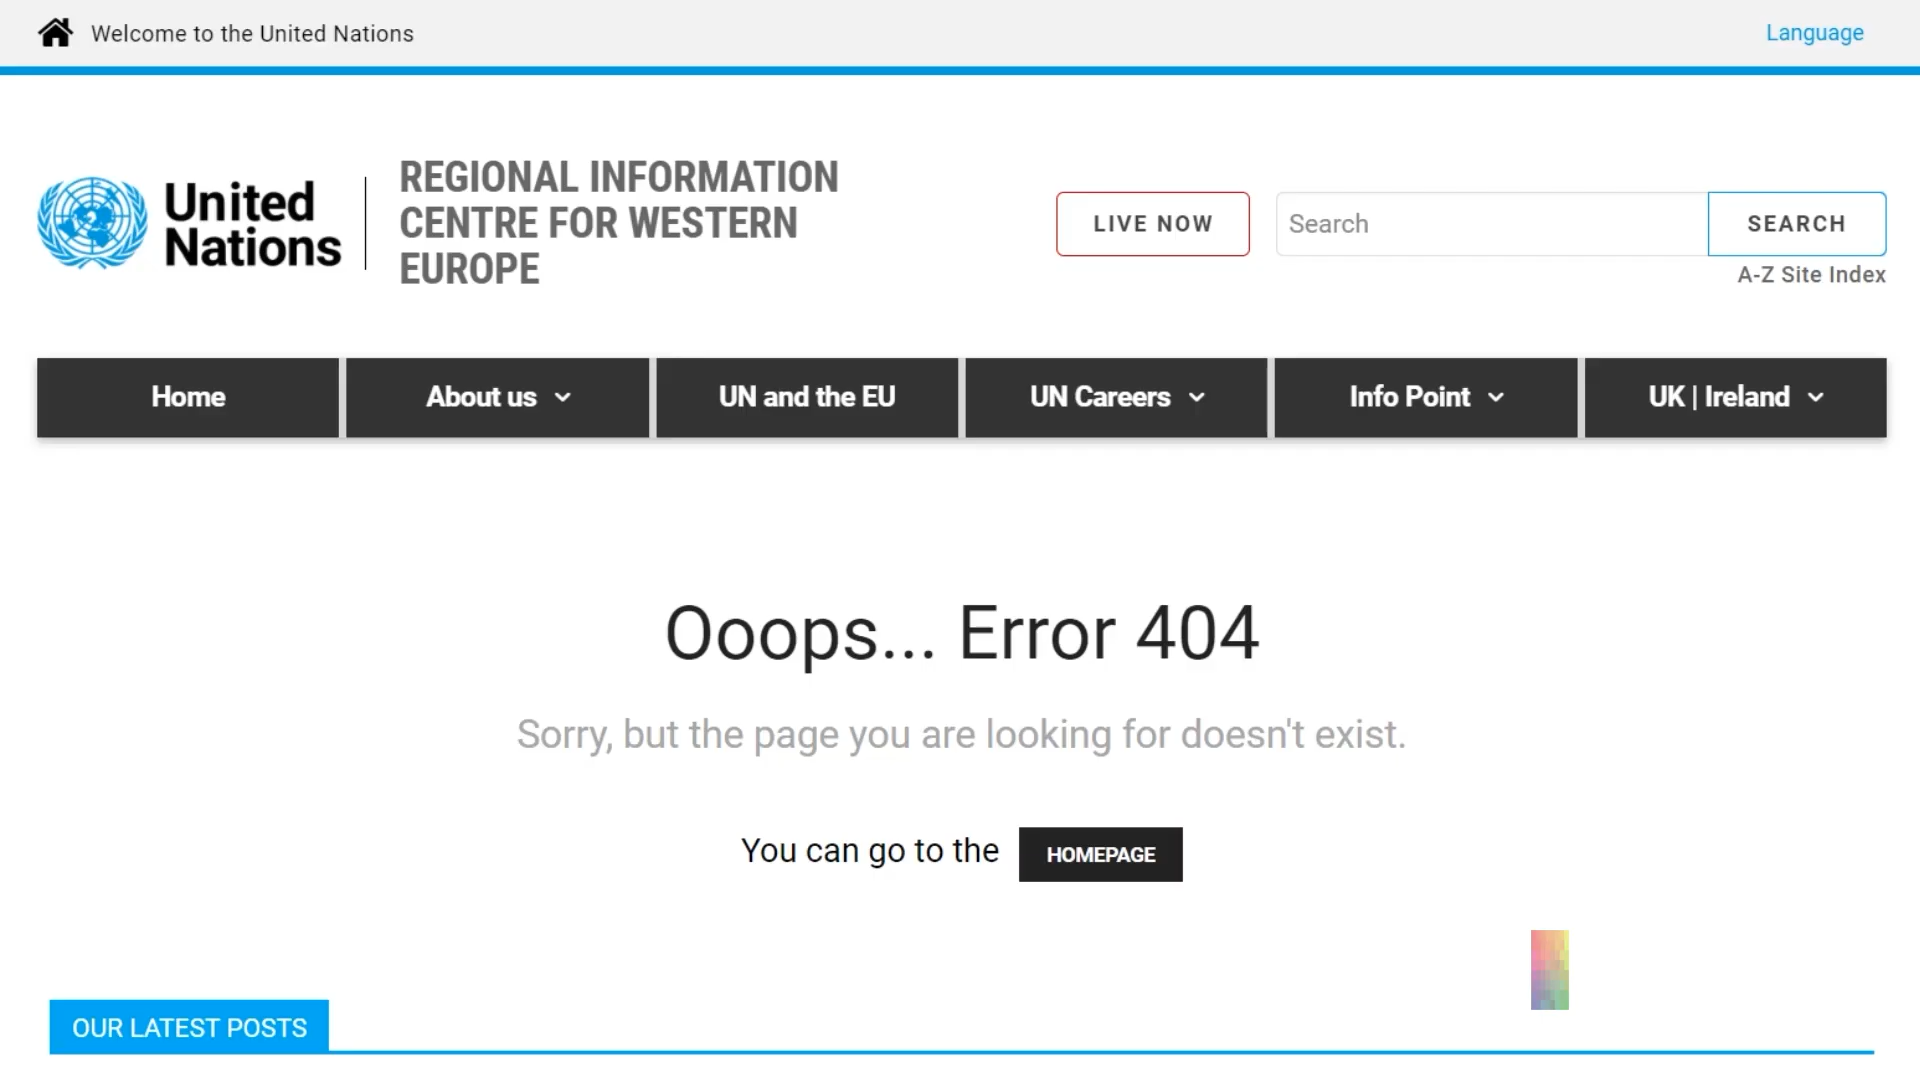 Welcome to the United Nations
Language
United
Nations
REGIONAL INFORMATION
CENTRE FOR WESTERN
EUROPE
LIVE NOW
Search
SEARCH
A-Z Site Index
Home
About us
UN and the EU
UN Careers
Info Point
UK | Ireland
Ooops... Error 404
Sorry, but the page you are looking for doesn't exist.
You can go to the HOMEPAGE
OUR LATEST POSTS